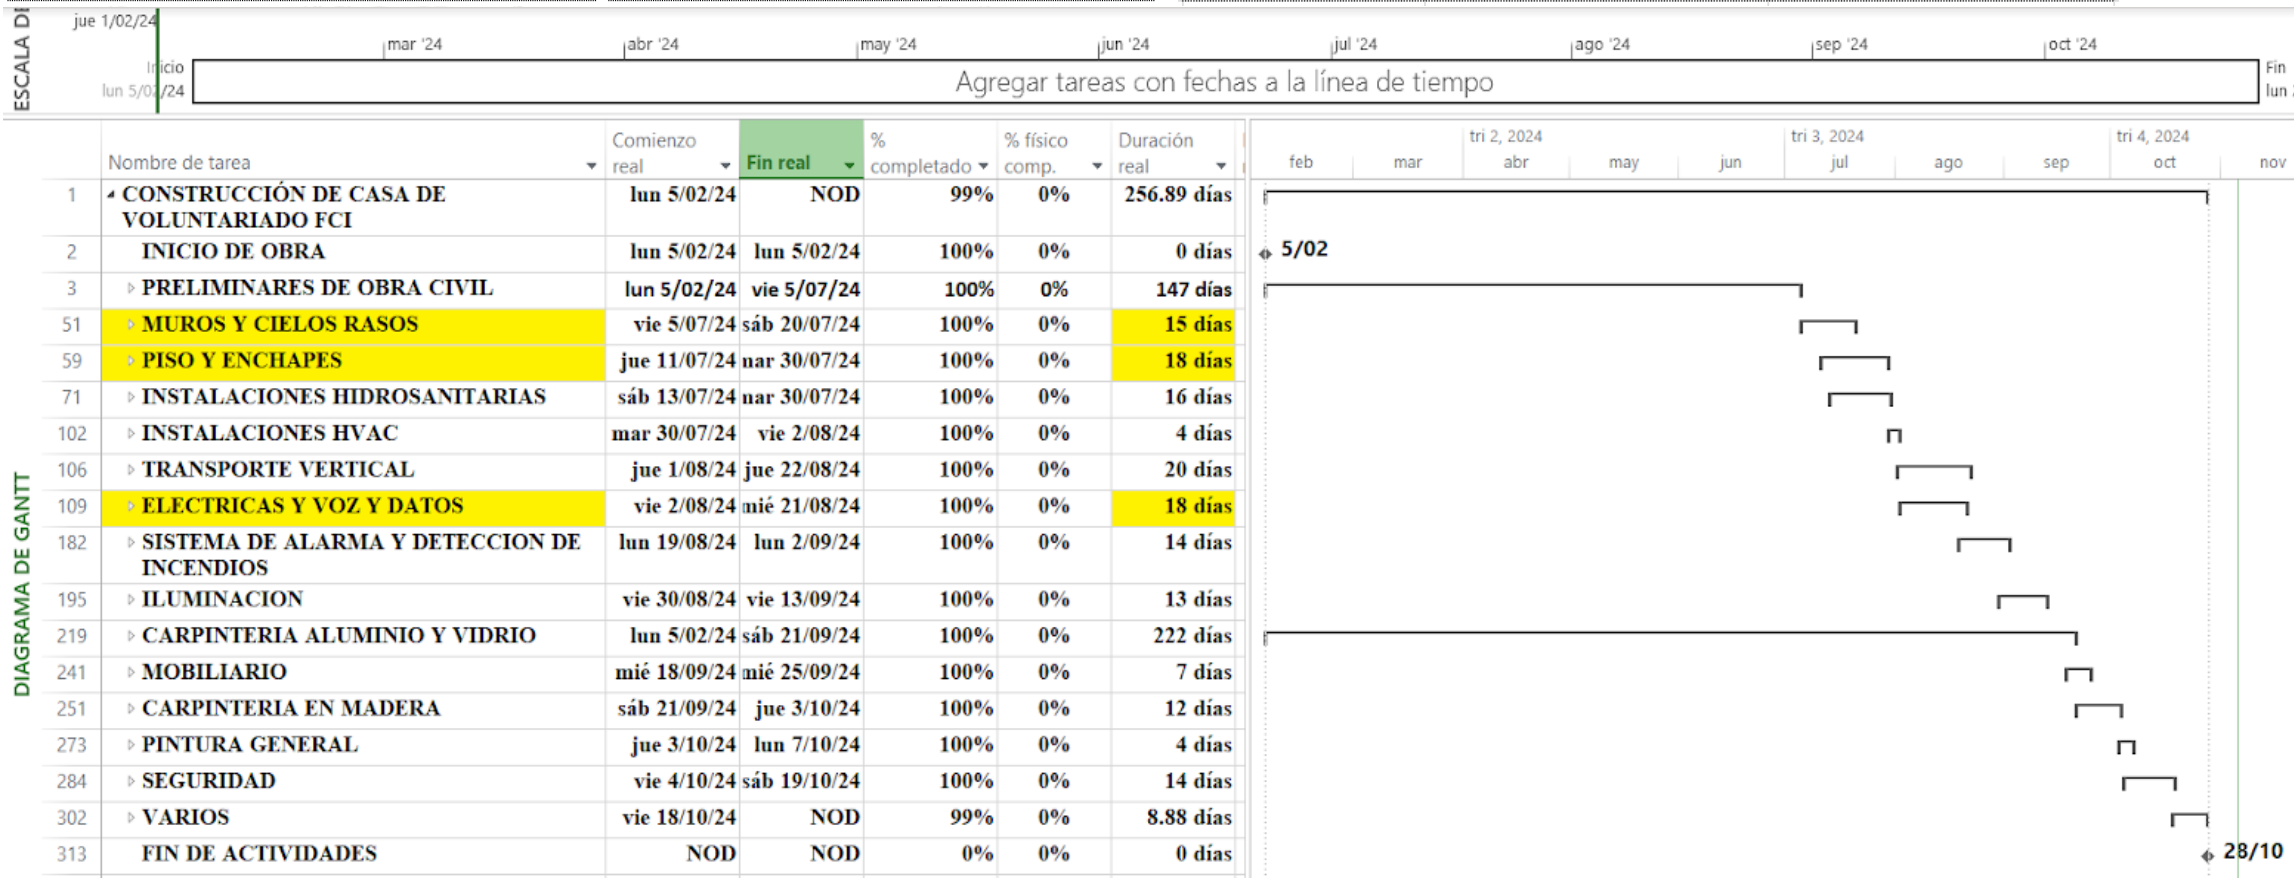 ESCALA DE
jue 1/02/24
mar '24 abr '24 may '24 jun '24 jul '24 ago '24 sep '24 oct '24
Inicio
lun 5/02/24
Agregar tareas con fechas a la línea de tiempo
Fin
lun
DIAGRAMA DE GANTT
Nombre de tarea Comienzo real Fin real % completado % físico comp. Duración real
tri 2, 2024 tri 3, 2024 tri 4, 2024
feb mar abr may jun jul ago sep oct nov
1 CONSTRUCCIÓN DE CASA DE lun 5/02/24 NOD 99% 0% 256.89 días
VOLUNTARIADO FCI
2 INICIO DE OBRA lun 5/02/24 lun 5/02/24 100% 0% 0 días 5/02
3 PRELIMINARES DE OBRA CIVIL lun 5/02/24 vie 5/07/24 100% 0% 147 días
51 MUROS Y CIELOS RASOS vie 5/07/24 sáb 20/07/24 100% 0% 15 días
59 PISO Y ENCHAPES jue 11/07/24 mar 30/07/24 100% 0% 18 días
71 INSTALACIONES HIDROSANITARIAS sáb 13/07/24 mar 30/07/24 100% 0% 16 días
102 INSTALACIONES HVAC mar 30/07/24 vie 2/08/24 100% 0% 4 días
106 TRANSPORTE VERTICAL jue 1/08/24 jue 22/08/24 100% 0% 20 días
109 ELECTRICAS Y VOZ Y DATOS vie 2/08/24 mié 21/08/24 100% 0% 18 días
182 SISTEMA DE ALARMA Y DETECCION DE lun 19/08/24 lun 2/09/24 100% 0% 14 días
INCENDIOS
195 ILUMINACION vie 30/08/24 vie 13/09/24 100% 0% 13 días
219 CARPINTERIA ALUMINIO Y VIDRIO lun 5/02/24 sáb 21/09/24 100% 0% 222 días
241 MOBILIARIO mié 18/09/24 mié 25/09/24 100% 0% 7 días
251 CARPINTERIA EN MADERA sáb 21/09/24 jue 3/10/24 100% 0% 12 días
273 PINTURA GENERAL jue 3/10/24 lun 7/10/24 100% 0% 4 días
284 SEGURIDAD vie 4/10/24 sáb 19/10/24 100% 0% 14 días
302 VARIOS vie 18/10/24 NOD 99% 0% 8.88 días
313 FIN DE ACTIVIDADES NOD NOD 0% 0% 0 días 28/10